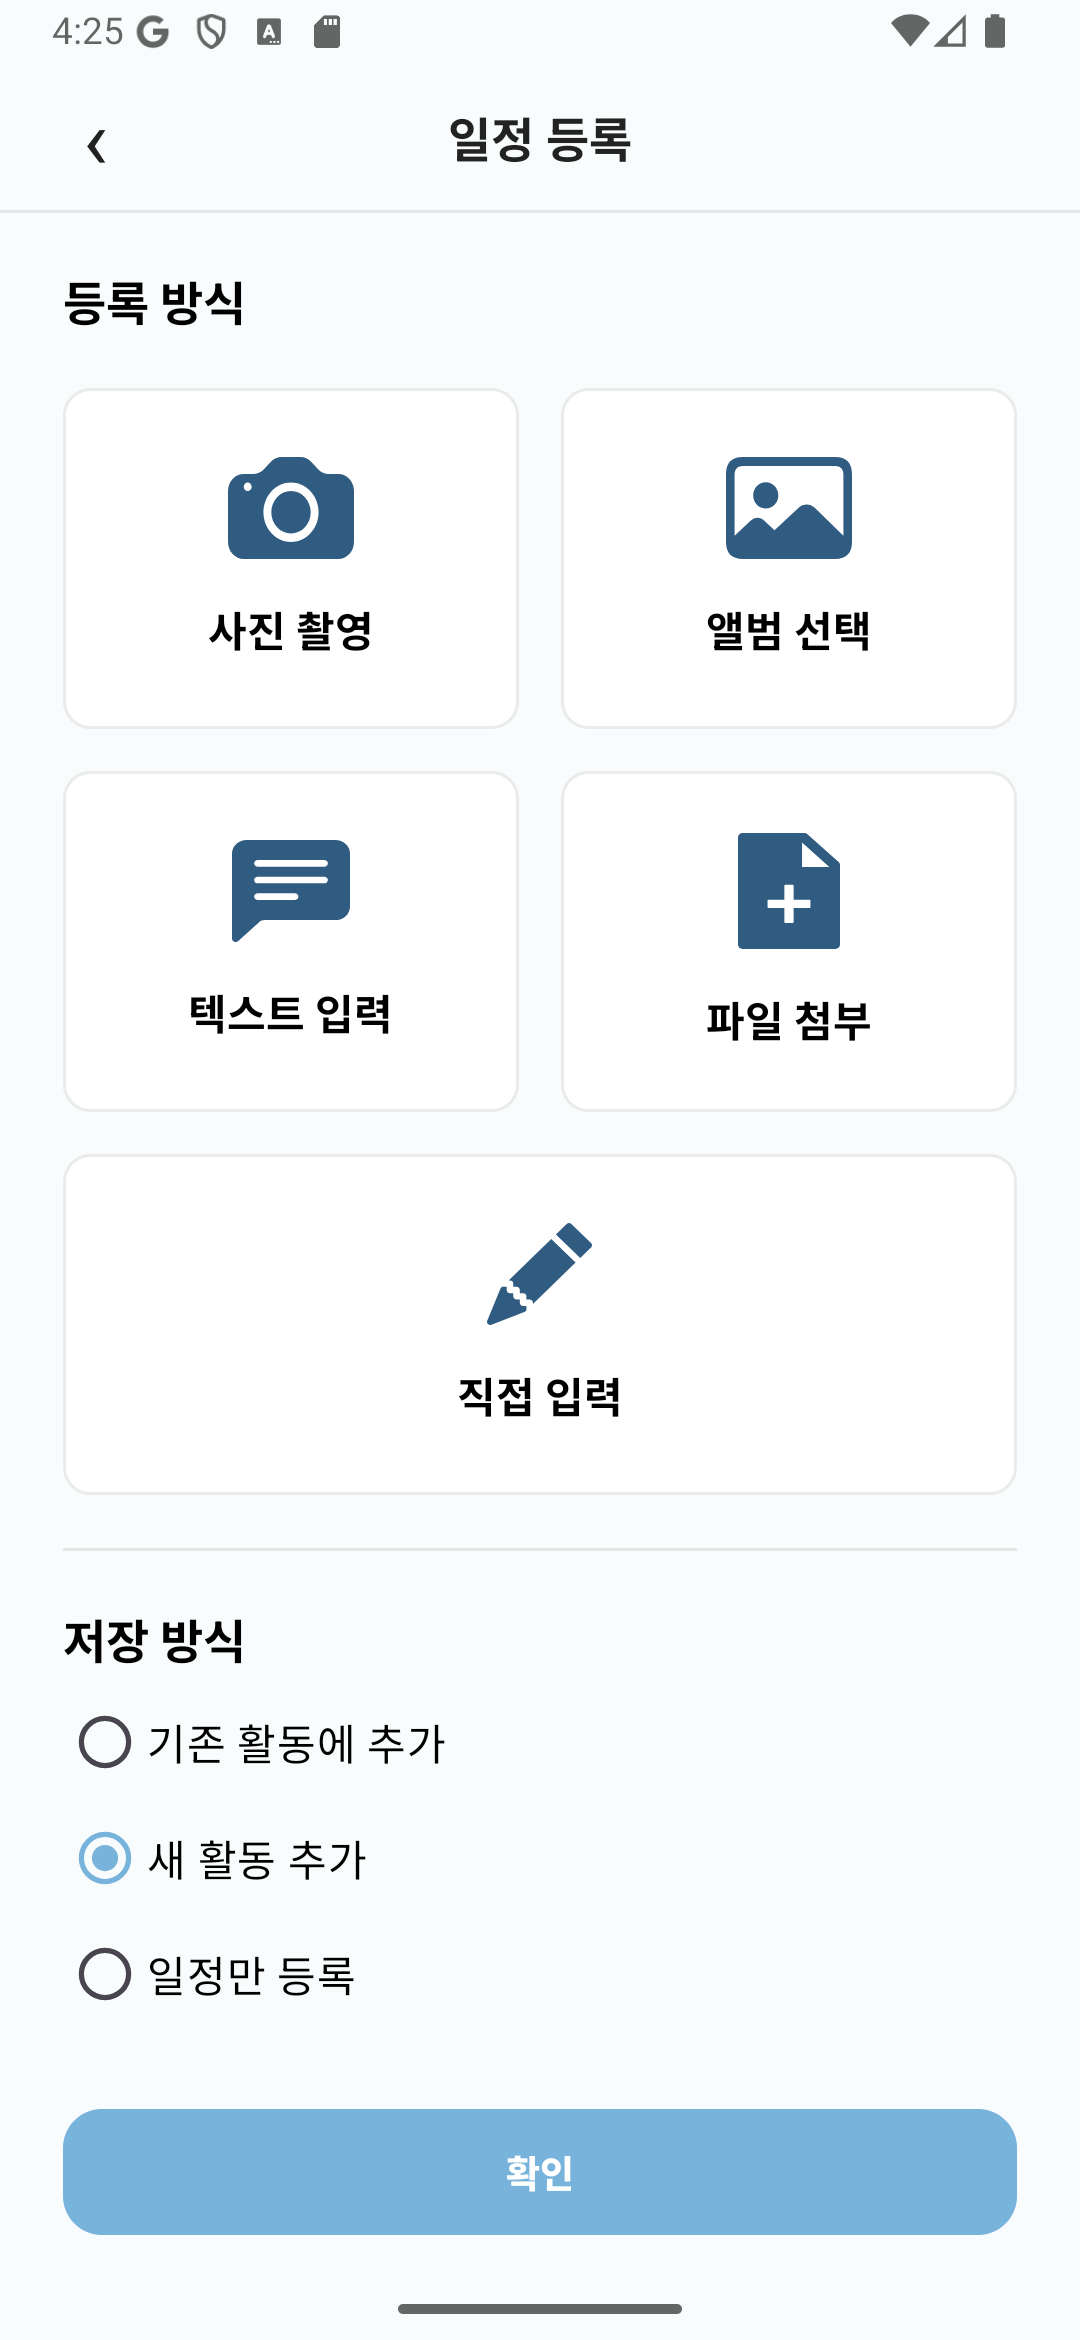 4:25
일정 등록
등록 방식
사진 촬영
앨범 선택
텍스트 입력
파일 첨부
직접 입력
저장 방식
기존 활동에 추가
새 활동 추가
일정만 등록
확인